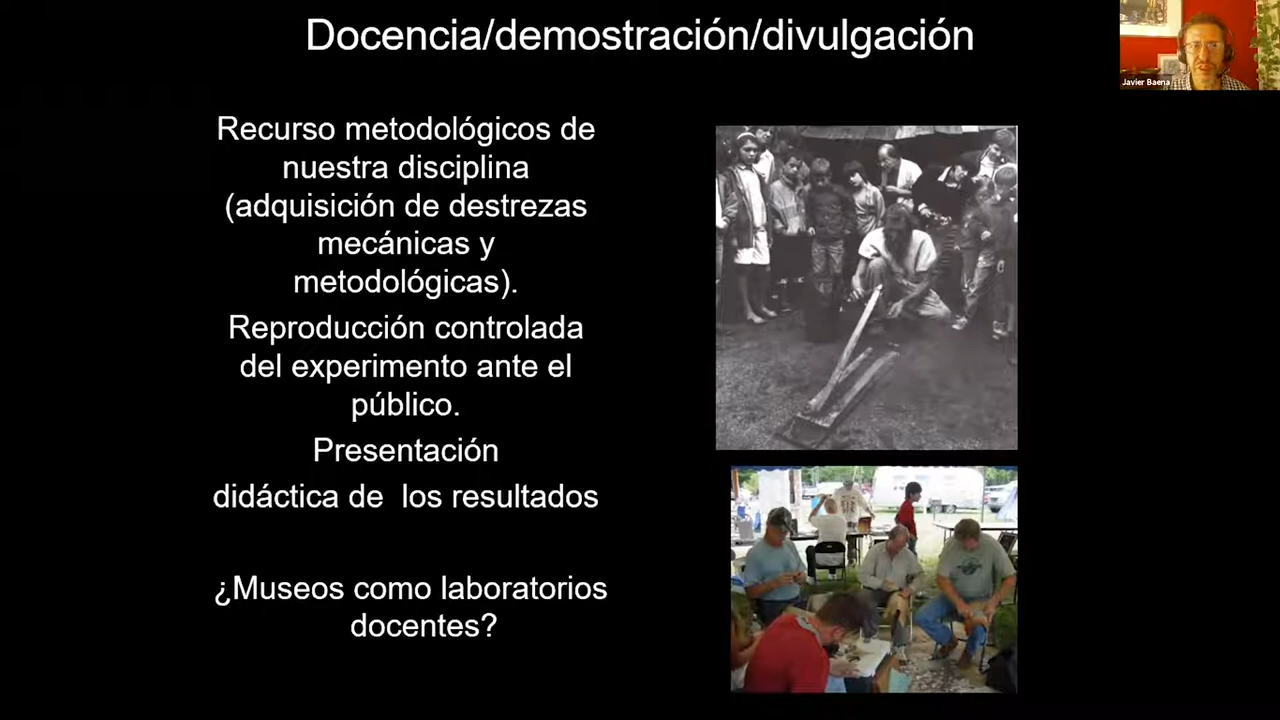 Docencia/demostración/divulgación
Javier Baena
Recurso metodológicos de
nuestra disciplina
(adquisición de destrezas
mecánicas y
metodológicas).
Reproducción controlada
del experimento ante el
público.
Presentación
didáctica de los resultados
¿Museos como laboratorios
docentes?